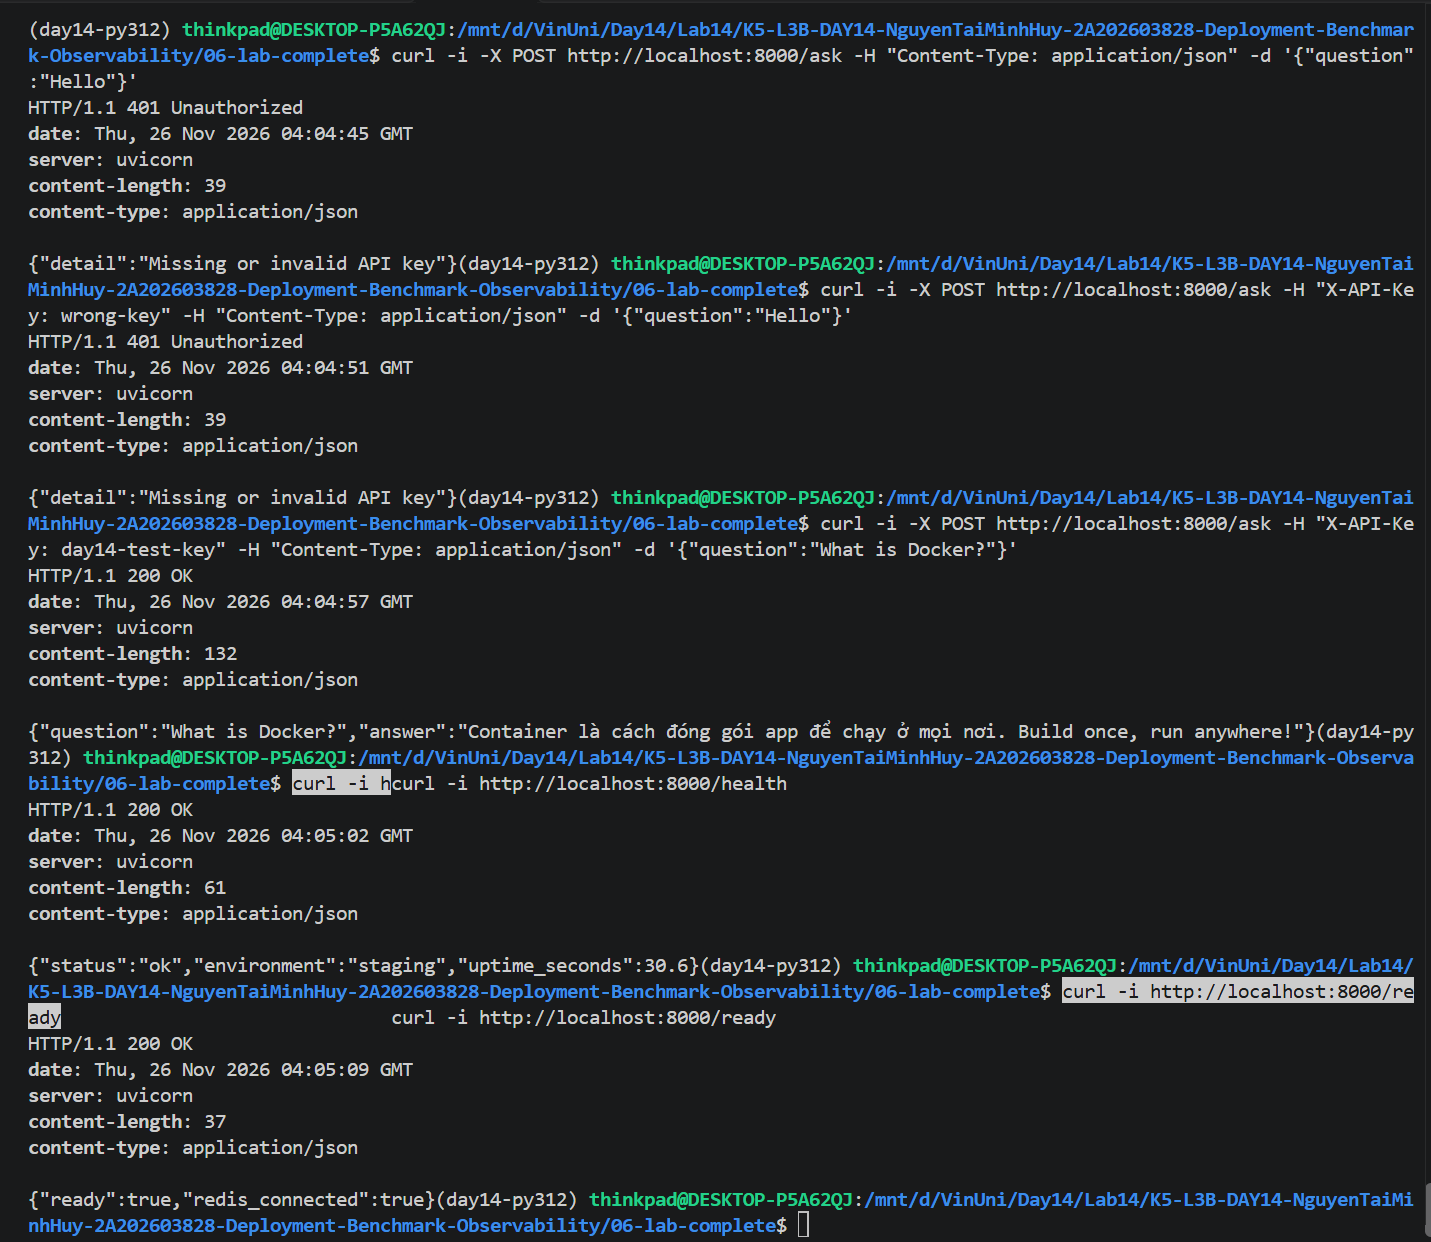 (day14-py312) thinkpad@DESKTOP-P5A62QJ:/mnt/d/VinUni/Day14/Lab14/K5-L3B-DAY14-NguyenTaiMinhHuy-2A202603828-Deployment-Benchmar
k-Observability/06-lab-complete$ curl -i -X POST http://localhost:8000/ask -H "Content-Type: application/json" -d '{"question"
:"Hello"}'
HTTP/1.1 401 Unauthorized
date: Thu, 26 Nov 2026 04:04:45 GMT
server: uvicorn
content-length: 39
content-type: application/json
{"detail":"Missing or invalid API key"}(day14-py312) thinkpad@DESKTOP-P5A62QJ:/mnt/d/VinUni/Day14/Lab14/K5-L3B-DAY14-NguyenTai
MinhHuy-2A202603828-Deployment-Benchmark-Observability/06-lab-complete$ curl -i -X POST http://localhost:8000/ask -H "X-API-Ke
y: wrong-key" -H "Content-Type: application/json" -d '{"question":"Hello"}'
HTTP/1.1 401 Unauthorized
date: Thu, 26 Nov 2026 04:04:51 GMT
server: uvicorn
content-length: 39
content-type: application/json
{"detail":"Missing or invalid API key"}(day14-py312) thinkpad@DESKTOP-P5A62QJ:/mnt/d/VinUni/Day14/Lab14/K5-L3B-DAY14-NguyenTai
MinhHuy-2A202603828-Deployment-Benchmark-Observability/06-lab-complete$ curl -i -X POST http://localhost:8000/ask -H "X-API-Ke
y: day14-test-key" -H "Content-Type: application/json" -d '{"question":"What is Docker?"}'
HTTP/1.1 200 OK
date: Thu, 26 Nov 2026 04:04:57 GMT
server: uvicorn
content-length: 132
content-type: application/json
{"question":"What is Docker?","answer":"Container là cách đóng gói app để chạy ở mọi nơi. Build once, run anywhere!"}(day14-py
312) thinkpad@DESKTOP-P5A62QJ:/mnt/d/VinUni/Day14/Lab14/K5-L3B-DAY14-NguyenTaiMinhHuy-2A202603828-Deployment-Benchmark-Observa
bility/06-lab-complete$ curl -i hcurl -i http://localhost:8000/health
HTTP/1.1 200 OK
date: Thu, 26 Nov 2026 04:05:02 GMT
server: uvicorn
content-length: 61
content-type: application/json
{"status":"ok","environment":"staging","uptime_seconds":30.6}(day14-py312) thinkpad@DESKTOP-P5A62QJ:/mnt/d/VinUni/Day14/Lab14/
K5-L3B-DAY14-NguyenTaiMinhHuy-2A202603828-Deployment-Benchmark-Observability/06-lab-complete$ curl -i http://localhost:8000/re
ady curl -i http://localhost:8000/ready
HTTP/1.1 200 OK
date: Thu, 26 Nov 2026 04:05:09 GMT
server: uvicorn
content-length: 37
content-type: application/json
{"ready":true,"redis_connected":true}(day14-py312) thinkpad@DESKTOP-P5A62QJ:/mnt/d/VinUni/Day14/Lab14/K5-L3B-DAY14-NguyenTaiMi
nhHuy-2A202603828-Deployment-Benchmark-Observability/06-lab-complete$